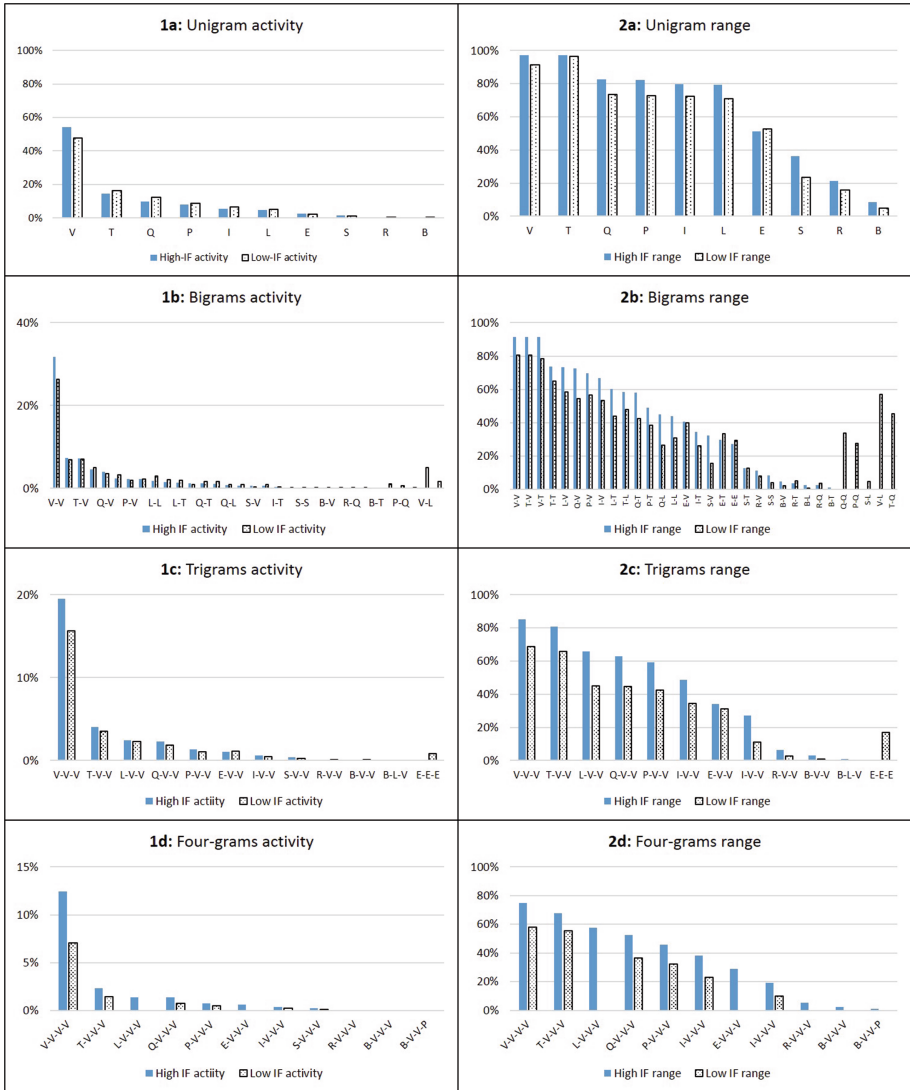 1a: Unigram activity
100%
80%
60%
40%
20%
0%
V T Q P I L E S R B
High-IF activity Low-IF activity
2a: Unigram range
100%
80%
60%
40%
20%
0%
V T Q P I L E S R B
High IF range Low IF range
1b: Bigrams activity
40%
20%
0%
V-V T-V Q-V P-V L-L L-T Q-T Q-L S-V I-T S-S B-V R-Q B-T P-Q V-L
High IF activity Low IF activity
2b: Bigrams range
100%
80%
60%
40%
20%
0%
V-V T-V V-T T-T L-V Q-V P-V I-V L-T T-L Q-T P-T Q-L L-L E-V I-T S-V E-T E-E S-T R-V S-S B-V R-T B-L R-Q B-T Q-Q P-Q S-L V-L T-Q
High IF range Low IF range
1c: Trigrams activity
20%
10%
0%
V-V-V T-V-V L-V-V Q-V-V P-V-V E-V-V I-V-V S-V-V R-V-V B-V-V B-L-V E-E-E
High IF actiity Low IF activity
2c: Trigrams range
100%
80%
60%
40%
20%
0%
V-V-V T-V-V L-V-V Q-V-V P-V-V I-V-V E-V-V I-V-V R-V-V B-V-V B-L-V E-E-E
High IF range Low IF range
1d: Four-grams activity
15%
10%
5%
0%
V-V-V-V T-V-V-V L-V-V-V Q-V-V-V P-V-V-V E-V-V-V I-V-V-V S-V-V-V R-V-V-V B-V-V-V B-V-V-P
High IF actiity Low IF activity
2d: Four-grams range
100%
80%
60%
40%
20%
0%
V-V-V-V T-V-V-V L-V-V-V Q-V-V-V P-V-V-V I-V-V-V E-V-V-V I-V-V-V R-V-V-V B-V-V-V B-V-V-P
High IF range Low IF range